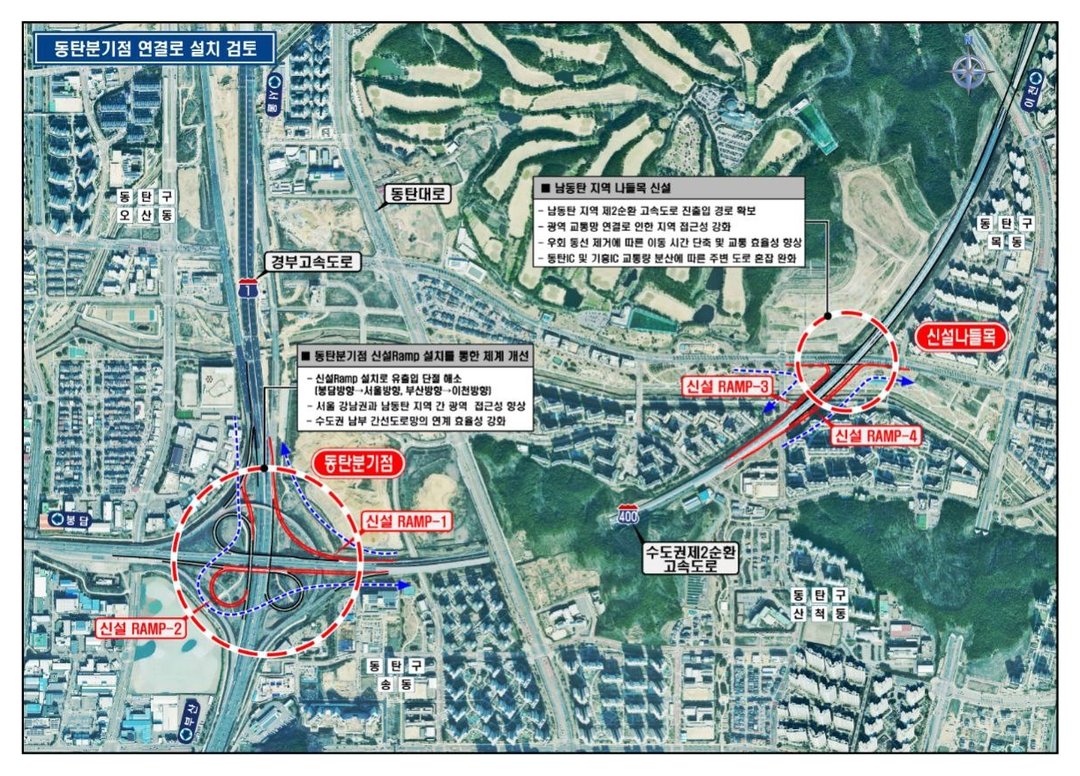 동탄분기점 연결로 설치 검토
이천
동탄구
오산동
동탄대로
■ 남동탄 지역 나들목 신설
- 남동탄 지역 제2순환 고속도로 진출입 경로 확보
- 광역 교통망 연결로 인한 지역 접근성 강화
- 우회 동선 제거에 따른 이동 시간 단축 및 교통 효율성 향상
- 동탄IC 및 기흥IC 교통량 분산에 따른 주변 도로 혼잡 완화
동탄구
목동
경부고속도로
1
신설나들목
■ 동탄분기점 신설Ramp 설치를 통한 체계 개선
- 신설Ramp 설치로 유출입 단절 해소
(봉담방향→서울방향, 부산방향→이천방향)
- 서울 강남권과 남동탄 지역 간 광역 접근성 향상
- 수도권 남부 간선도로망의 연계 효율성 강화
신설 RAMP-3
신설 RAMP-4
동탄분기점
봉담
신설 RAMP-1
400
수도권제2순환
고속도로
신설 RAMP-2
동탄구
산척동
동탄구
송동
부산